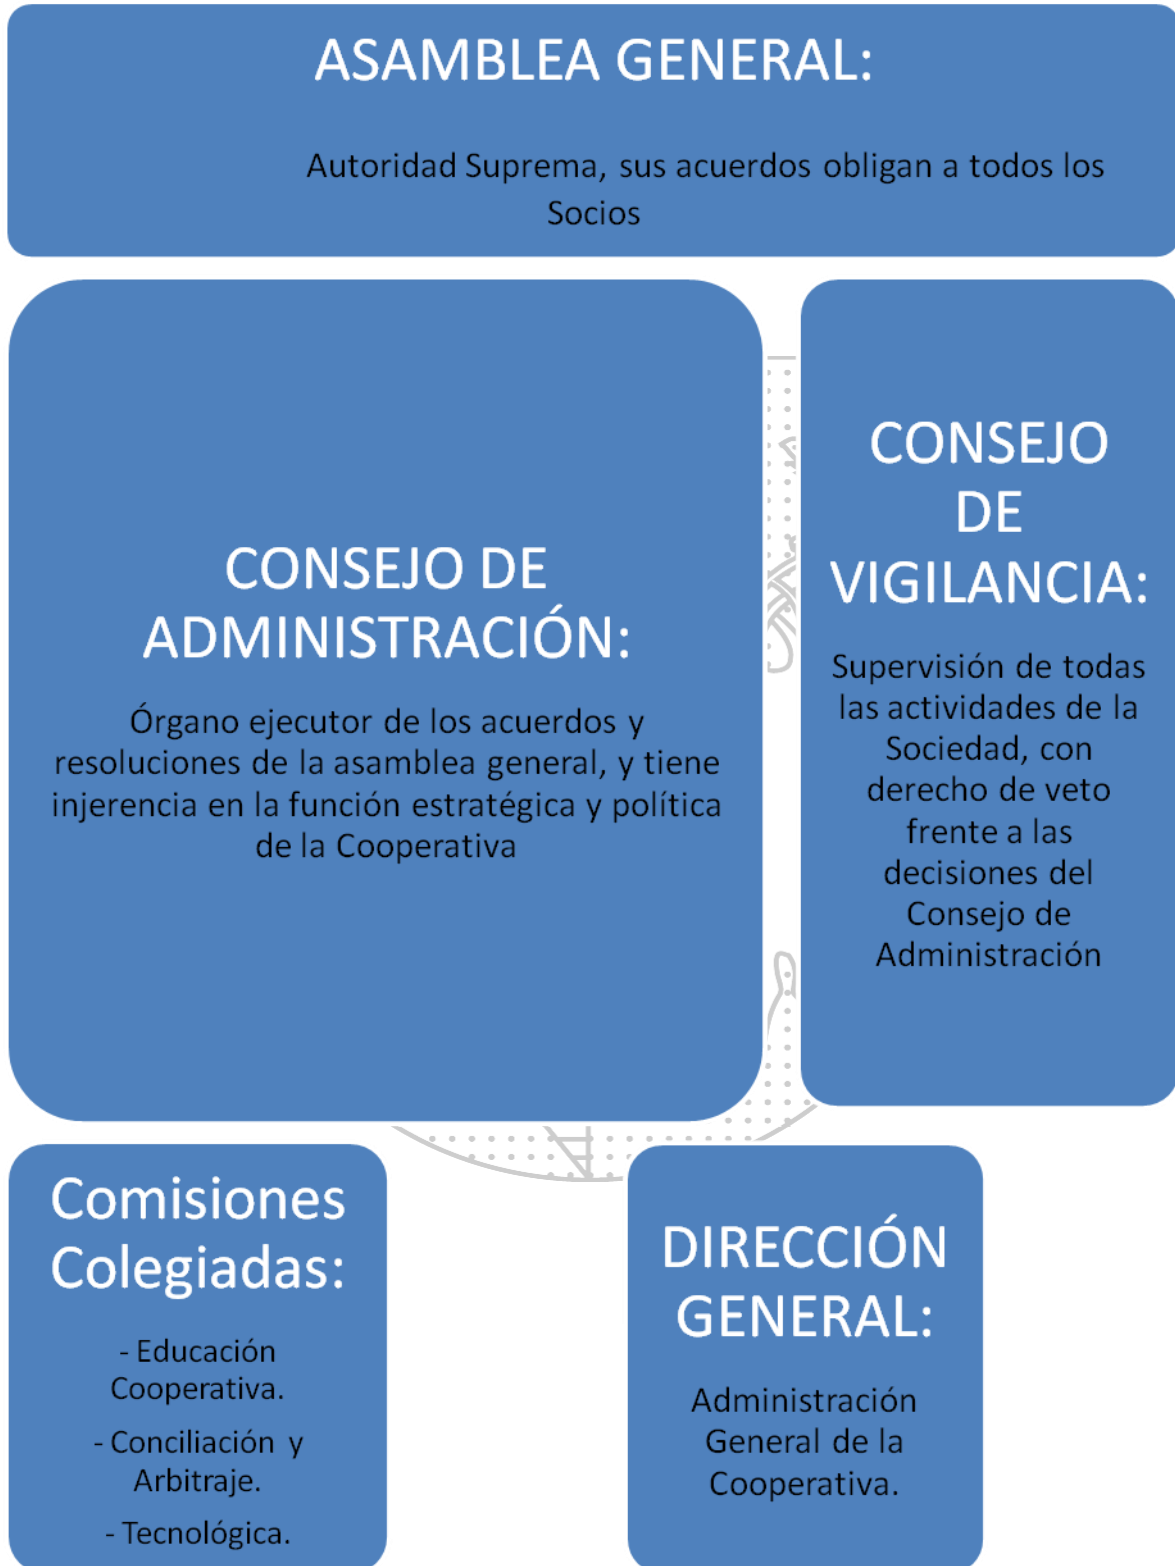 ASAMBLEA GENERAL:
Autoridad Suprema, sus acuerdos obligan a todos los
Socios
CONSEJO DE
ADMINISTRACIÓN:
Órgano ejecutor de los acuerdos y
resoluciones de la asamblea general, y tiene
injerencia en la función estratégica y política
de la Cooperativa
CONSEJO
DE
VIGILANCIA:
Supervisión de todas
las actividades de la
Sociedad, con
derecho de veto
frente a las
decisiones del
Consejo de
Administración
Comisiones
Colegiadas:
- Educación
Cooperativa.
- Conciliación y
Arbitraje.
- Tecnológica.
DIRECCIÓN
GENERAL:
Administración
General de la
Cooperativa.